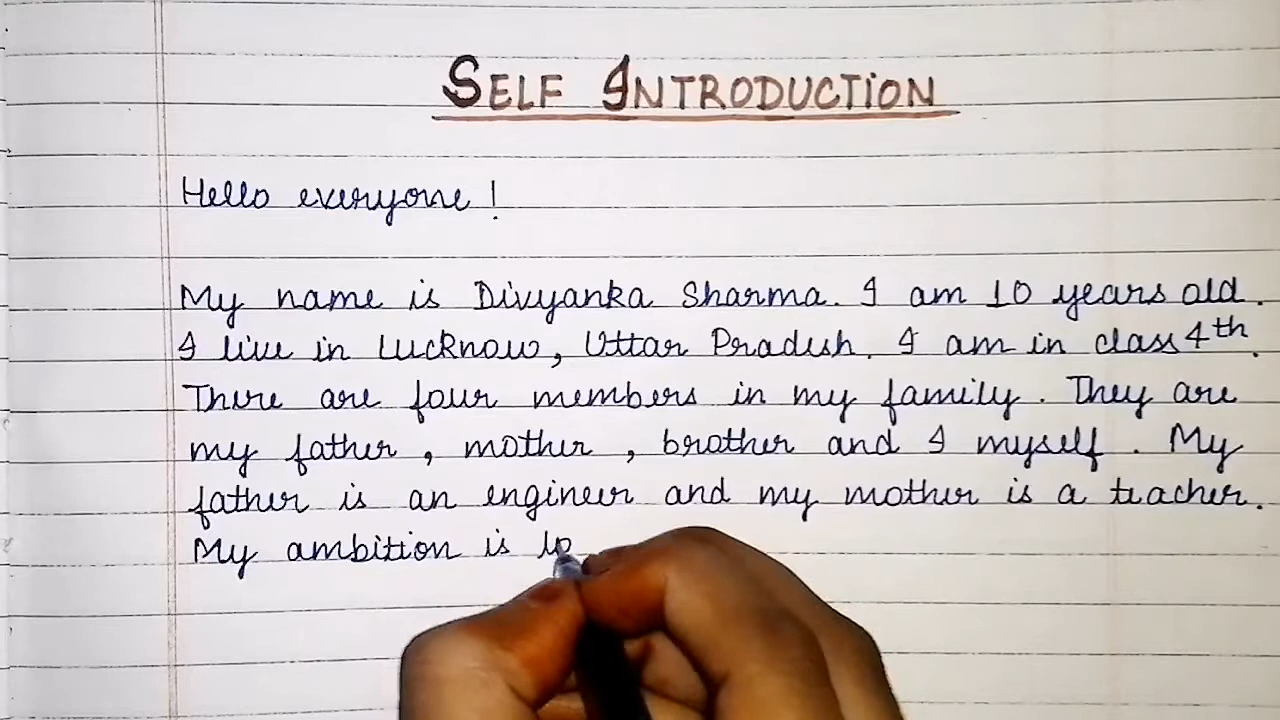 SELF INTRODUCTION
Hello everyone !
My name is Divyanka Sharma. I am 10 years old.
I live in Lucknow, Uttar Pradesh. I am in class 4th.
There are four members in my family. They are
my father, mother, brother and I myself. My
father is an engineer and my mother is a teacher.
My ambition is to